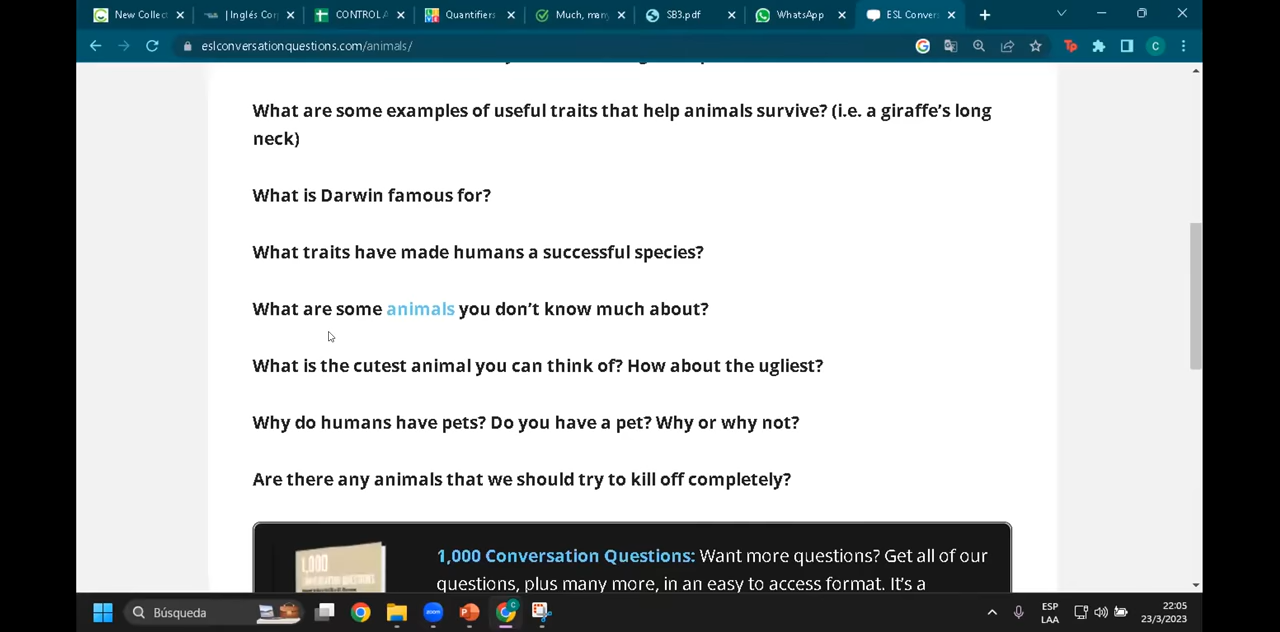 New Collect
| Inglés Cor
CONTROL A
Quantifiers
Much, man
SB3.pdf
WhatsApp
ESL Conver
eslconversationquestions.com/animals/
What are some examples of useful traits that help animals survive? (i.e. a giraffe's long
neck)
What is Darwin famous for?
What traits have made humans a successful species?
What are some animals you don't know much about?
What is the cutest animal you can think of? How about the ugliest?
Why do humans have pets? Do you have a pet? Why or why not?
Are there any animals that we should try to kill off completely?
1,000 Conversation Questions: Want more questions? Get all of our
questions, plus many more, in an easy to access format. It's a
1,000
Búsqueda
zoom
ESP
LAA
22:05
23/3/2023